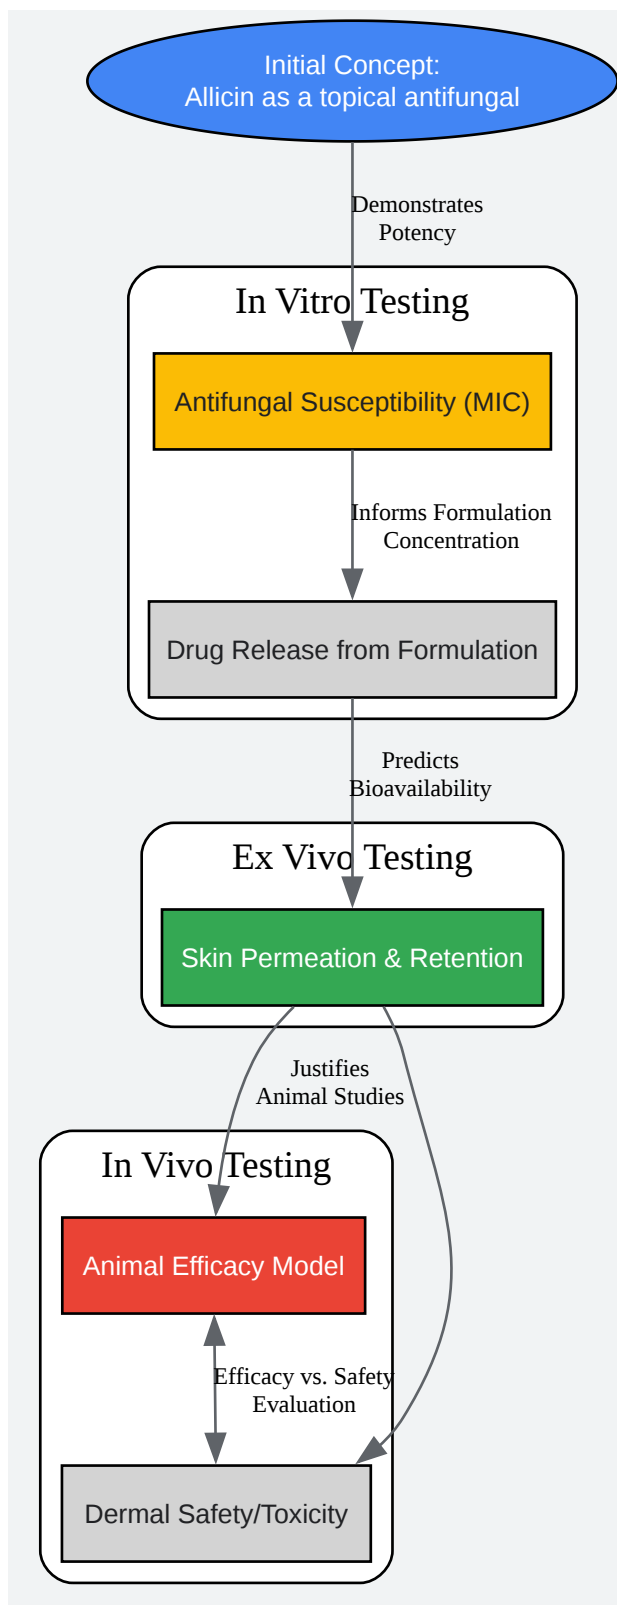 Initial Concept:
Allicin as a topical antifungal
Demonstrates
Potency
In Vitro Testing
Antifungal Susceptibility (MIC)
Informs Formulation
Concentration
Drug Release from Formulation
Predicts
Bioavailability
Ex Vivo Testing
Skin Permeation & Retention
Justifies
Animal Studies
In Vivo Testing
Animal Efficacy Model
Efficacy vs. Safety
Evaluation
Dermal Safety/Toxicity